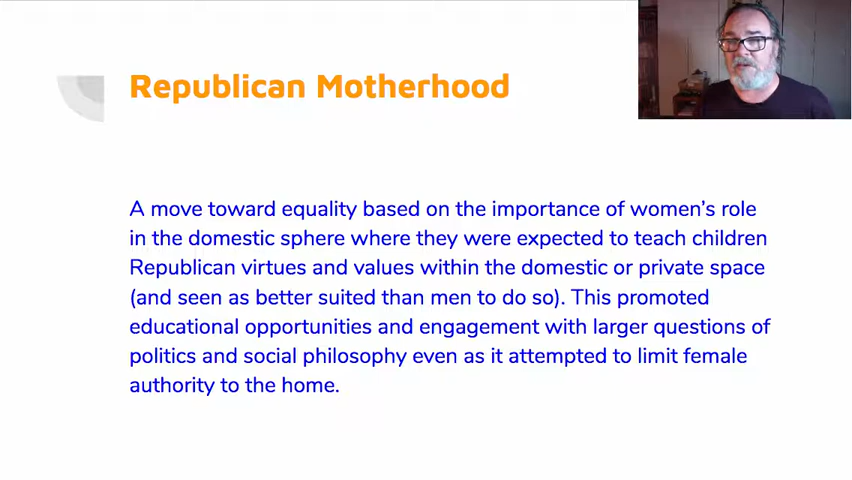 Republican Motherhood
A move toward equality based on the importance of women's role
in the domestic sphere where they were expected to teach children
Republican virtues and values within the domestic or private space
(and seen as better suited than men to do so). This promoted
educational opportunities and engagement with larger questions of
politics and social philosophy even as it attempted to limit female
authority to the home.